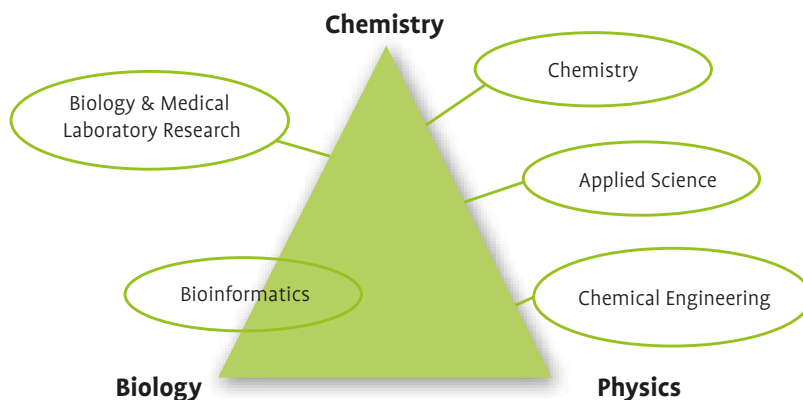 Chemistry
Chemistry
Biology & Medical
Laboratory Research
Applied Science
Bioinformatics
Chemical Engineering
Biology
Physics